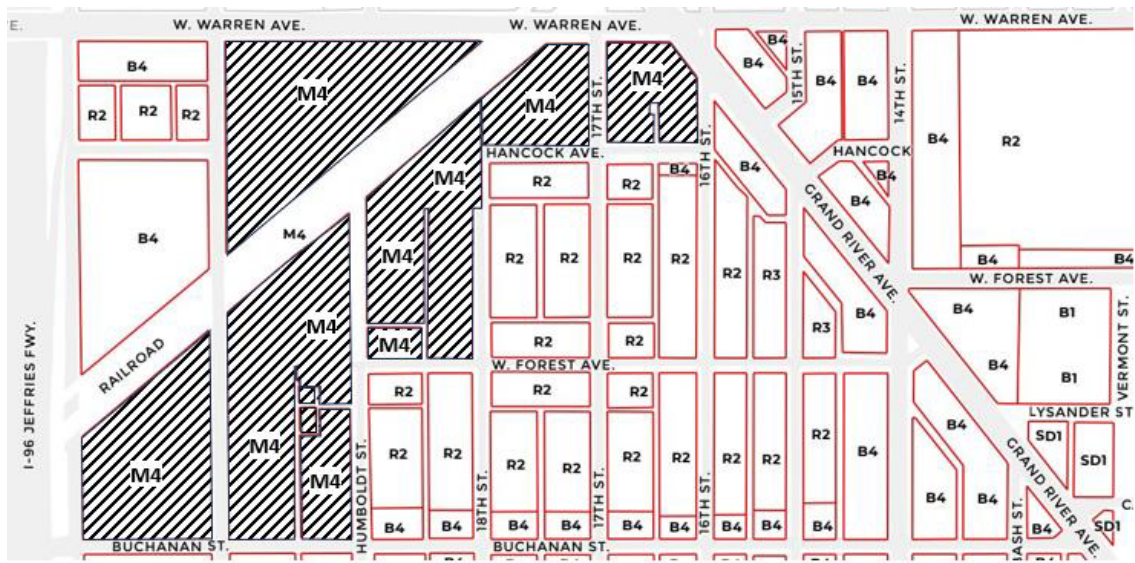 E.
W. WARREN AVE.
W. WARREN AVE.
W. WARREN AVE.
B4
R2
R2
R2
M4
M4
17TH ST.
M4
B4
B4
15TH ST.
B4
B4
14TH ST.
B4
R2
HANCOCK AVE.
16TH ST.
HANCOCK
B4
B4
M4
R2
R2
B4
B4
GRAND RIVER AVE.
B4
M4
M4
R2
R2
R2
R2
R2
R3
B4
B4
W. FOREST AVE.
I-96 JEFFRIES FWY.
RAILROAD
M4
M4
R2
R2
R3
B4
B4
B1
VERMONT ST.
W. FOREST AVE.
B4
B1
R2
R2
R2
LYSANDER ST
M4
M4
M4
HUMBOLDT ST.
R2
R2
18TH ST.
R2
R2
17TH ST.
R2
R2
16TH ST.
R2
R2
R2
B4
B4
SD1
SD1
GRAND RIVER AVE.
B4
B4
B4
B4
B4
B4
B4
B4
B4
B4
B4
NASH ST.
B4
SD1
BUCHANAN ST.
BUCHANAN ST.